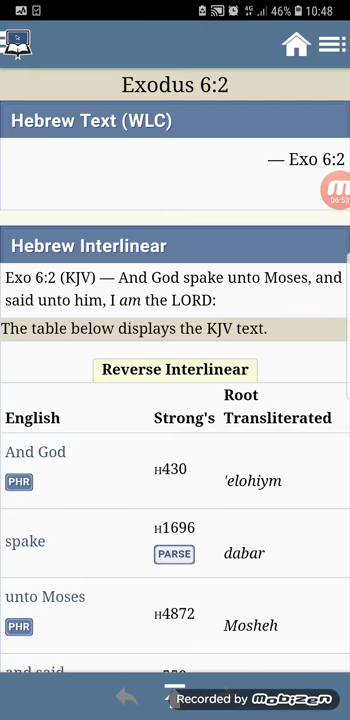 4G 46% 10:48
Exodus 6:2
Hebrew Text (WLC)
— Exo 6:2
06:53
Hebrew Interlinear
Exo 6:2 (KJV) — And God spake unto Moses, and
said unto him, I am the LORD:
The table below displays the KJV text.
Reverse Interlinear
English Strong's Root Transliterated
And God
PHR
H430
'elohiym
spake
H1696
PARSE
dabar
unto Moses
PHR
H4872
Mosheh
and said
Recorded by mobizen